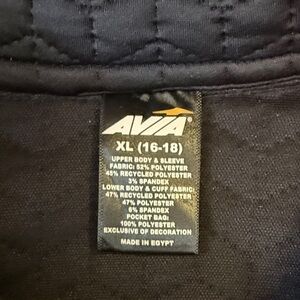 AVIA
XL (16-18)
UPPER BODY & SLEEVE
FABRIC: 52% POLYESTER
45% RECYCLED POLYESTER
3% SPANDEX
LOWER BODY & CUFF FABRIC:
47% RECYCLED POLYESTER
47% POLYESTER
6% SPANDEX
POCKET BAG:
100% POLYESTER
EXCLUSIVE OF DECORATION
MADE IN EGYPT